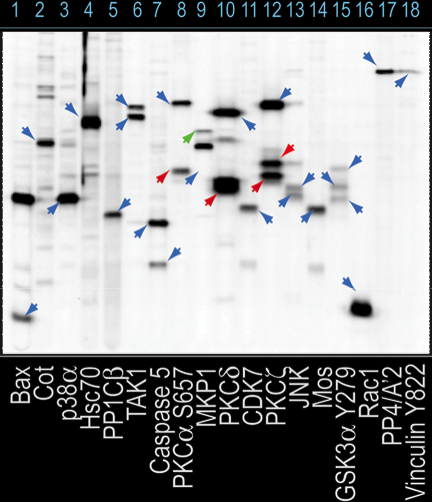 1 2 3 4 5 6 7 8 9 10 11 12 13 14 15 16 17 18
Bax
Cot
p38α
Hsc70
PP1Cβ
TAK1
Caspase 5
PKCα S657
MKP1
PKCδ
CDK7
PKCζ
JNK
Mos
GSK3α Y279
Rac1
PP4/A'2
Vinculin Y822